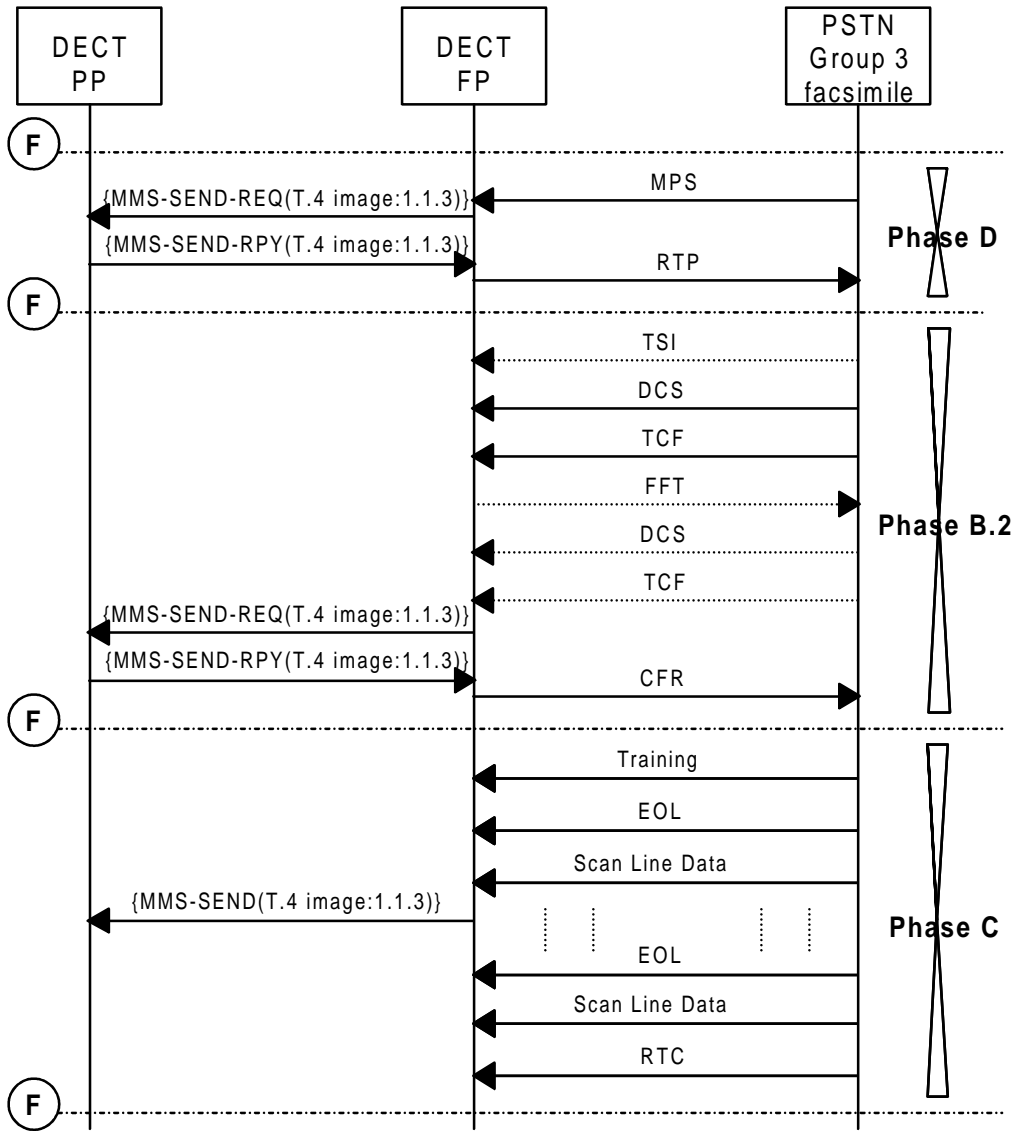 DECT
PP
DECT
FP
PSTN
Group 3
facsimile
F
MPS
{MMS-SEND-REQ(T.4 image:1.1.3)}
Phase D
{MMS-SEND-RPY(T.4 image:1.1.3)}
RTP
F
TSI
DCS
TCF
FFT
Phase B.2
DCS
TCF
{MMS-SEND-REQ(T.4 image:1.1.3)}
{MMS-SEND-RPY(T.4 image:1.1.3)}
CFR
F
Training
EOL
Scan Line Data
{MMS-SEND(T.4 image:1.1.3)}
Phase C
EOL
Scan Line Data
RTC
F